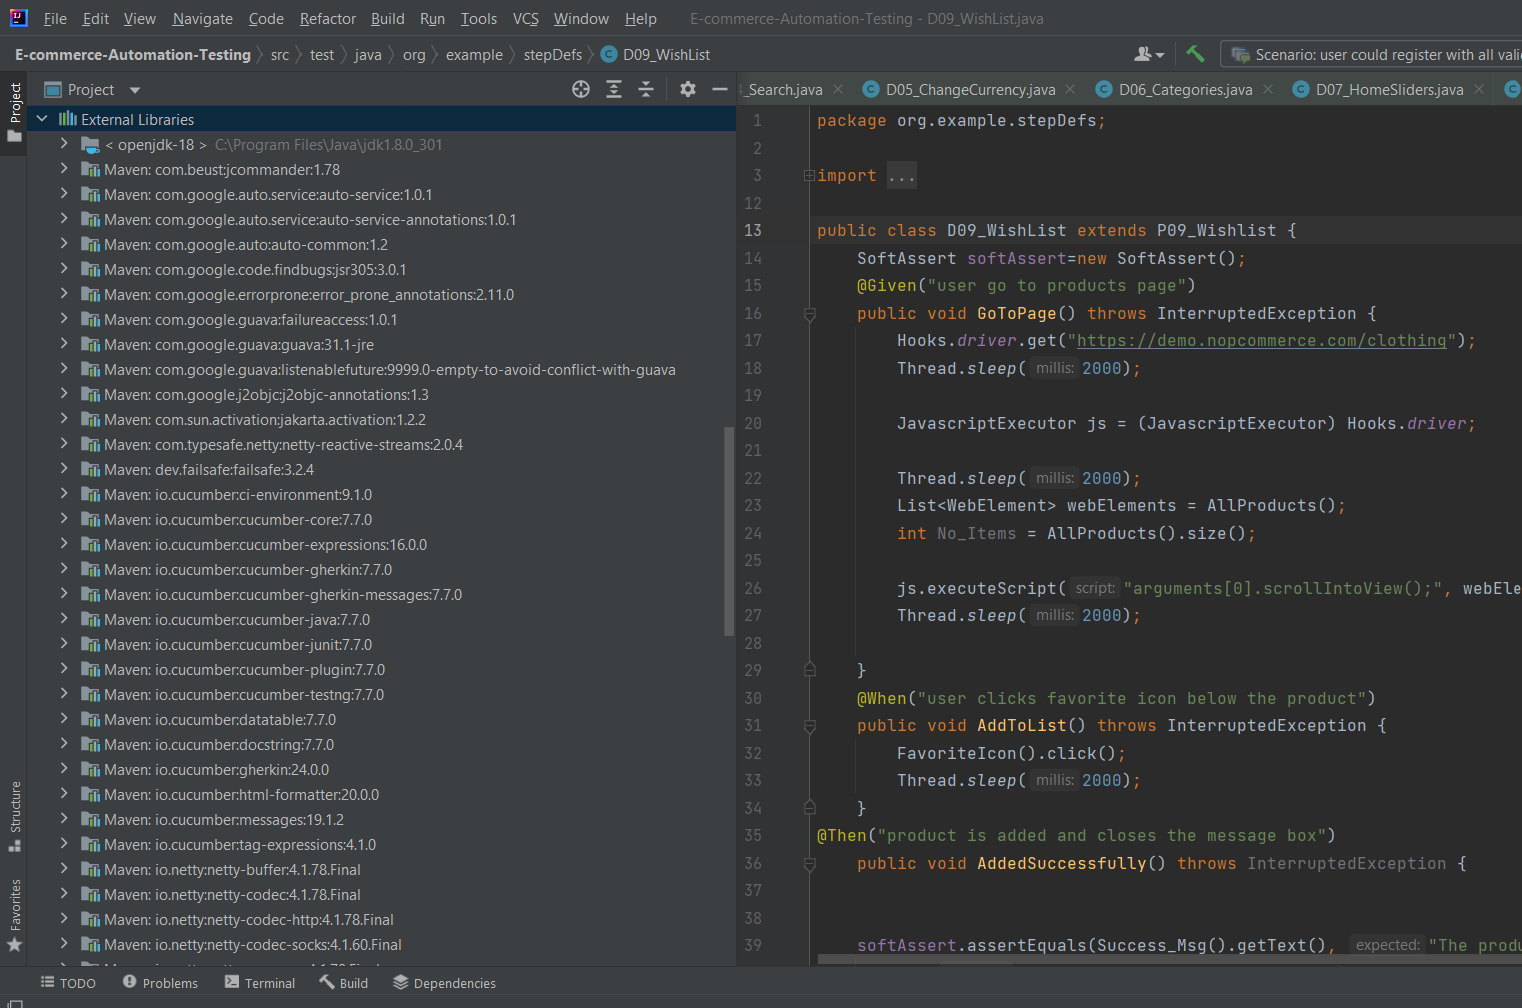 File Edit View Navigate Code Refactor Build Run Tools VCS Window Help E-commerce-Automation-Testing - D09_WishList.java
E-commerce-Automation-Testing src test java org example stepDefs D09_WishList Scenario: user could register with all vali
Project
Project
_Search.java D05_ChangeCurrency.java D06_Categories.java D07_HomeSliders.java
External Libraries
< openjdk-18 > C:\Program Files\Java\jdk1.8.0_301
Maven: com.beust:jcommander:1.78
Maven: com.google.auto.service:auto-service:1.0.1
Maven: com.google.auto.service:auto-service-annotations:1.0.1
Maven: com.google.auto:auto-common:1.2
Maven: com.google.code.findbugs:jsr305:3.0.1
Maven: com.google.errorprone:error_prone_annotations:2.11.0
Maven: com.google.guava:failureaccess:1.0.1
Maven: com.google.guava:guava:31.1-jre
Maven: com.google.guava:listenablefuture:9999.0-empty-to-avoid-conflict-with-guava
Maven: com.google.j2objc:j2objc-annotations:1.3
Maven: com.sun.activation:jakarta.activation:1.2.2
Maven: com.typesafe.netty:netty-reactive-streams:2.0.4
Maven: dev.failsafe:failsafe:3.2.4
Maven: io.cucumber:ci-environment:9.1.0
Maven: io.cucumber:cucumber-core:7.7.0
Maven: io.cucumber:cucumber-expressions:16.0.0
Maven: io.cucumber:cucumber-gherkin:7.7.0
Maven: io.cucumber:cucumber-gherkin-messages:7.7.0
Maven: io.cucumber:cucumber-java:7.7.0
Maven: io.cucumber:cucumber-junit:7.7.0
Maven: io.cucumber:cucumber-plugin:7.7.0
Maven: io.cucumber:cucumber-testng:7.7.0
Maven: io.cucumber:datatable:7.7.0
Maven: io.cucumber:docstring:7.7.0
Maven: io.cucumber:gherkin:24.0.0
Maven: io.cucumber:html-formatter:20.0.0
Maven: io.cucumber:messages:19.1.2
Maven: io.cucumber:tag-expressions:4.1.0
Maven: io.netty:netty-buffer:4.1.78.Final
Maven: io.netty:netty-codec:4.1.78.Final
Maven: io.netty:netty-codec-http:4.1.78.Final
Maven: io.netty:netty-codec-socks:4.1.60.Final
Structure
Favorites
1 package org.example.stepDefs;
2
3 import ...
12
13 public class D09_WishList extends P09_Wishlist {
14 SoftAssert softAssert=new SoftAssert();
15 @Given("user go to products page")
16 public void GoToPage() throws InterruptedException {
17 Hooks.driver.get("https://demo.nopcommerce.com/clothing");
18 Thread.sleep( millis: 2000);
19
20 JavascriptExecutor js = (JavascriptExecutor) Hooks.driver;
21
22 Thread.sleep( millis: 2000);
23 List<WebElement> webElements = AllProducts();
24 int No_Items = AllProducts().size();
25
26 js.executeScript( script: "arguments[0].scrollIntoView();", webEle
27 Thread.sleep( millis: 2000);
28
29 }
30 @When("user clicks favorite icon below the product")
31 public void AddToList() throws InterruptedException {
32 FavoriteIcon().click();
33 Thread.sleep( millis: 2000);
34 }
35 @Then("product is added and closes the message box")
36 public void AddedSuccessfully() throws InterruptedException {
37
38
39 softAssert.assertEquals(Success_Msg().getText(), expected: "The produ
TODO Problems Terminal Build Dependencies